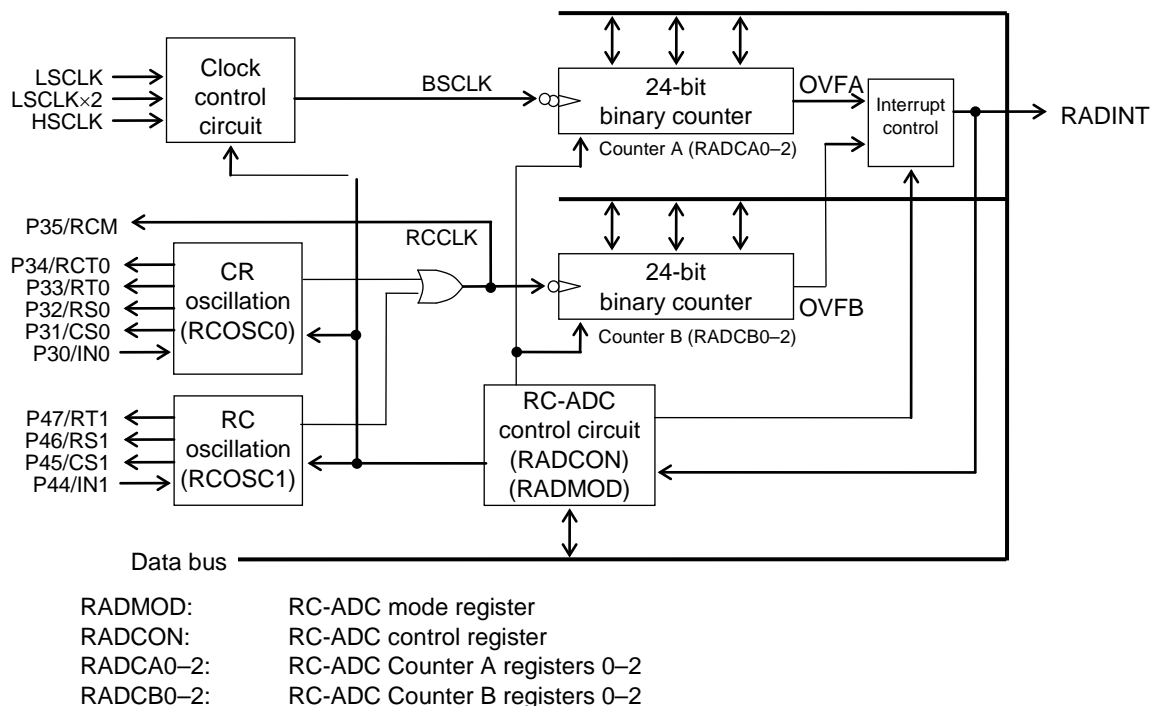 LSCLK
LSCLK×2
HSCLK
Clock
control
circuit
BSCLK
24-bit
binary counter
Counter A (RADCA0–2)
OVFA
Interrupt
control
RADINT
P35/RCM
RCCLK
P34/RCT0
P33/RT0
P32/RS0
P31/CS0
P30/IN0
CR
oscillation
(RCOSC0)
24-bit
binary counter
Counter B (RADCB0–2)
OVFB
P47/RT1
P46/RS1
P45/CS1
P44/IN1
RC
oscillation
(RCOSC1)
RC-ADC
control circuit
(RADCON)
(RADMOD)
Data bus
RADMOD: RC-ADC mode register
RADCON: RC-ADC control register
RADCA0–2: RC-ADC Counter A registers 0–2
RADCB0–2: RC-ADC Counter B registers 0–2